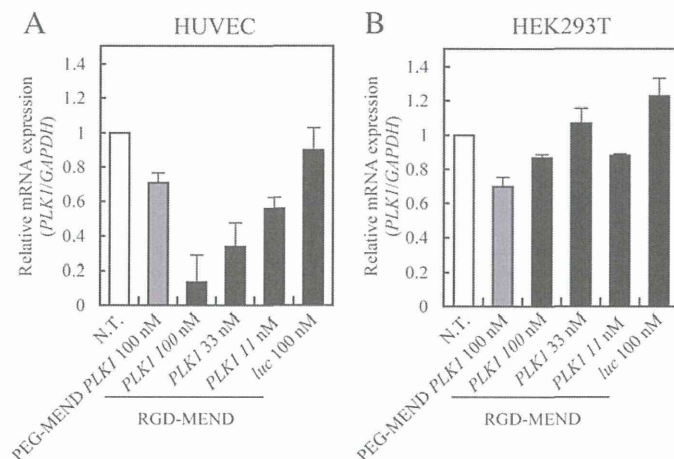 A
HUVEC
Relative mRNA expression
(PLK1/GAPDH)
1.4
1.2
1
0.8
0.6
0.4
0.2
0
N.T.
PEG-MEND PLK1 100 nM
PLK1 100 nM
PLK1 33 nM
PLK1 11 nM
luc 100 nM
RGD-MEND
B
HEK293T
Relative mRNA expression
(PLK1/GAPDH)
1.4
1.2
1
0.8
0.6
0.4
0.2
0
N.T.
PEG-MEND PLK1 100 nM
PLK1 100 nM
PLK1 33 nM
PLK1 11 nM
luc 100 nM
RGD-MEND